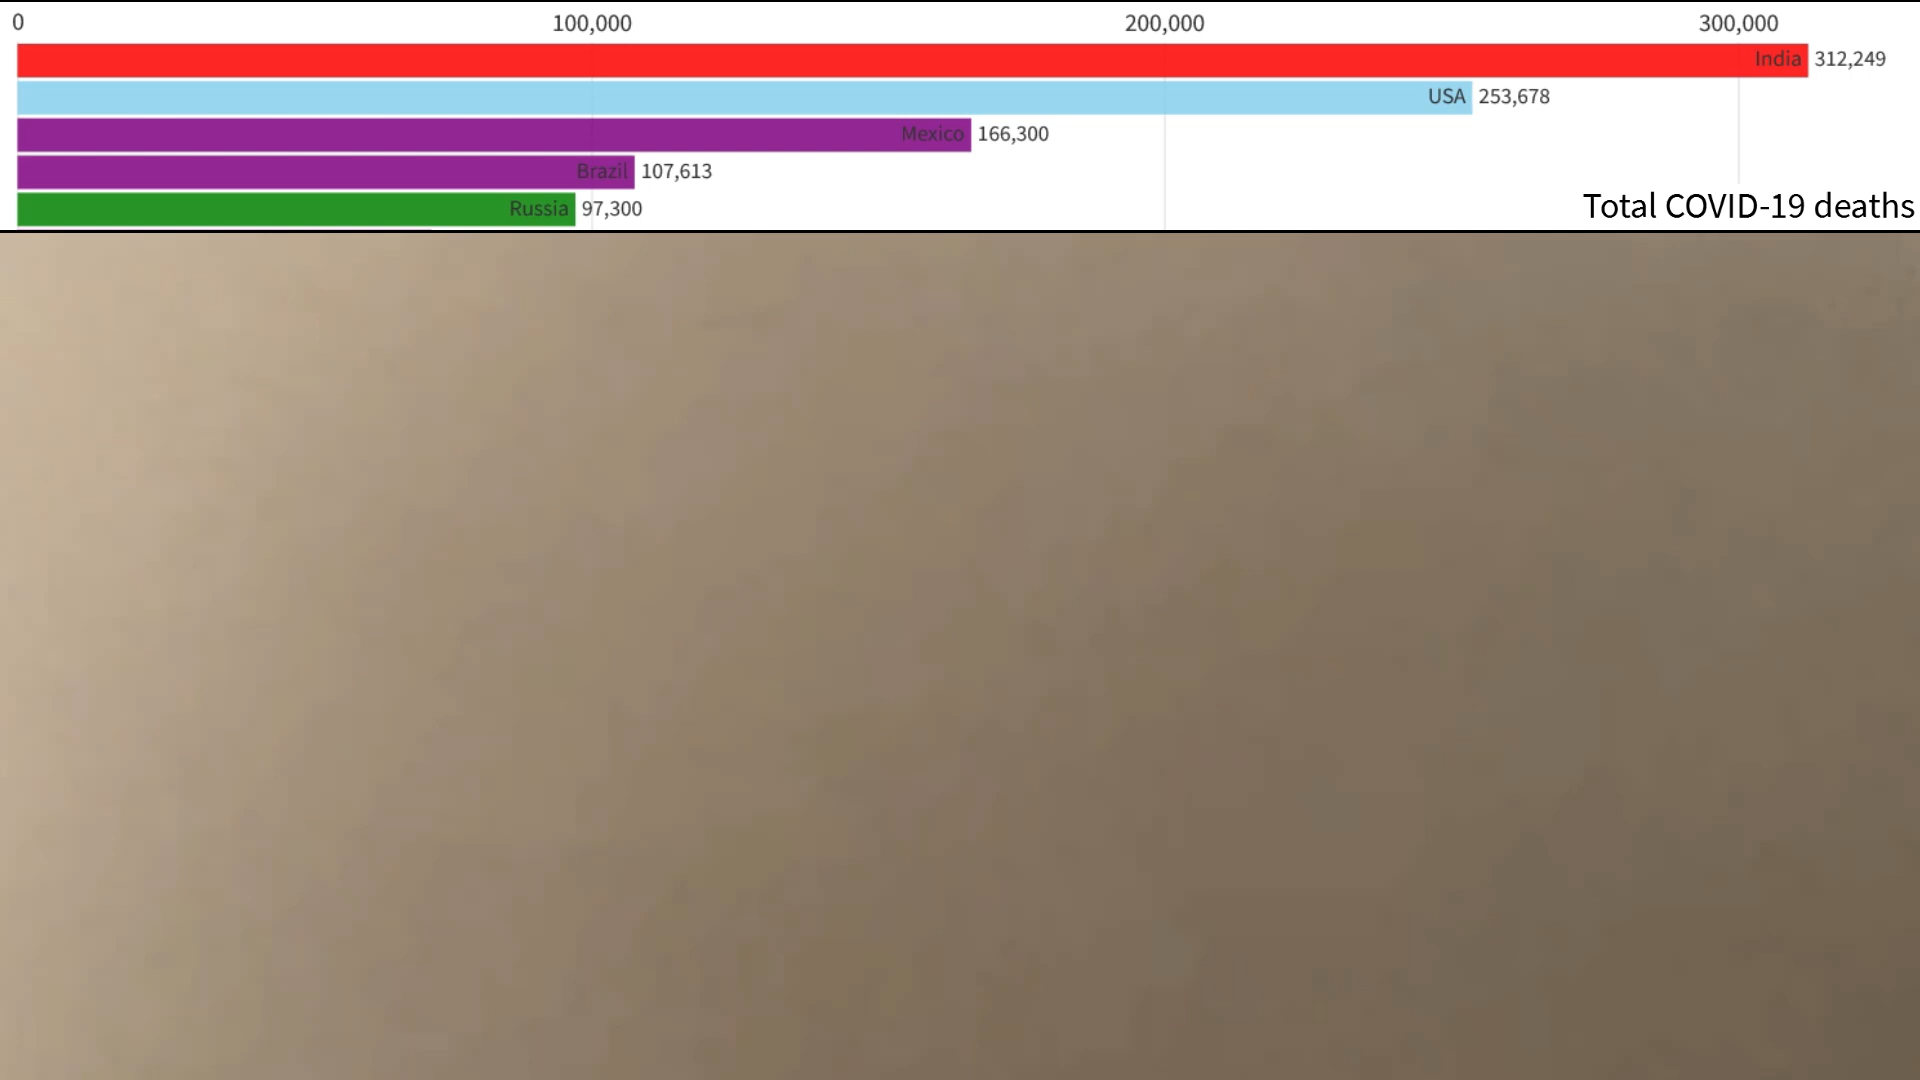 0 100,000 200,000 300,000
India 312,249
USA 253,678
Mexico 166,300
Brazil 107,613
Russia 97,300
Total COVID-19 deaths